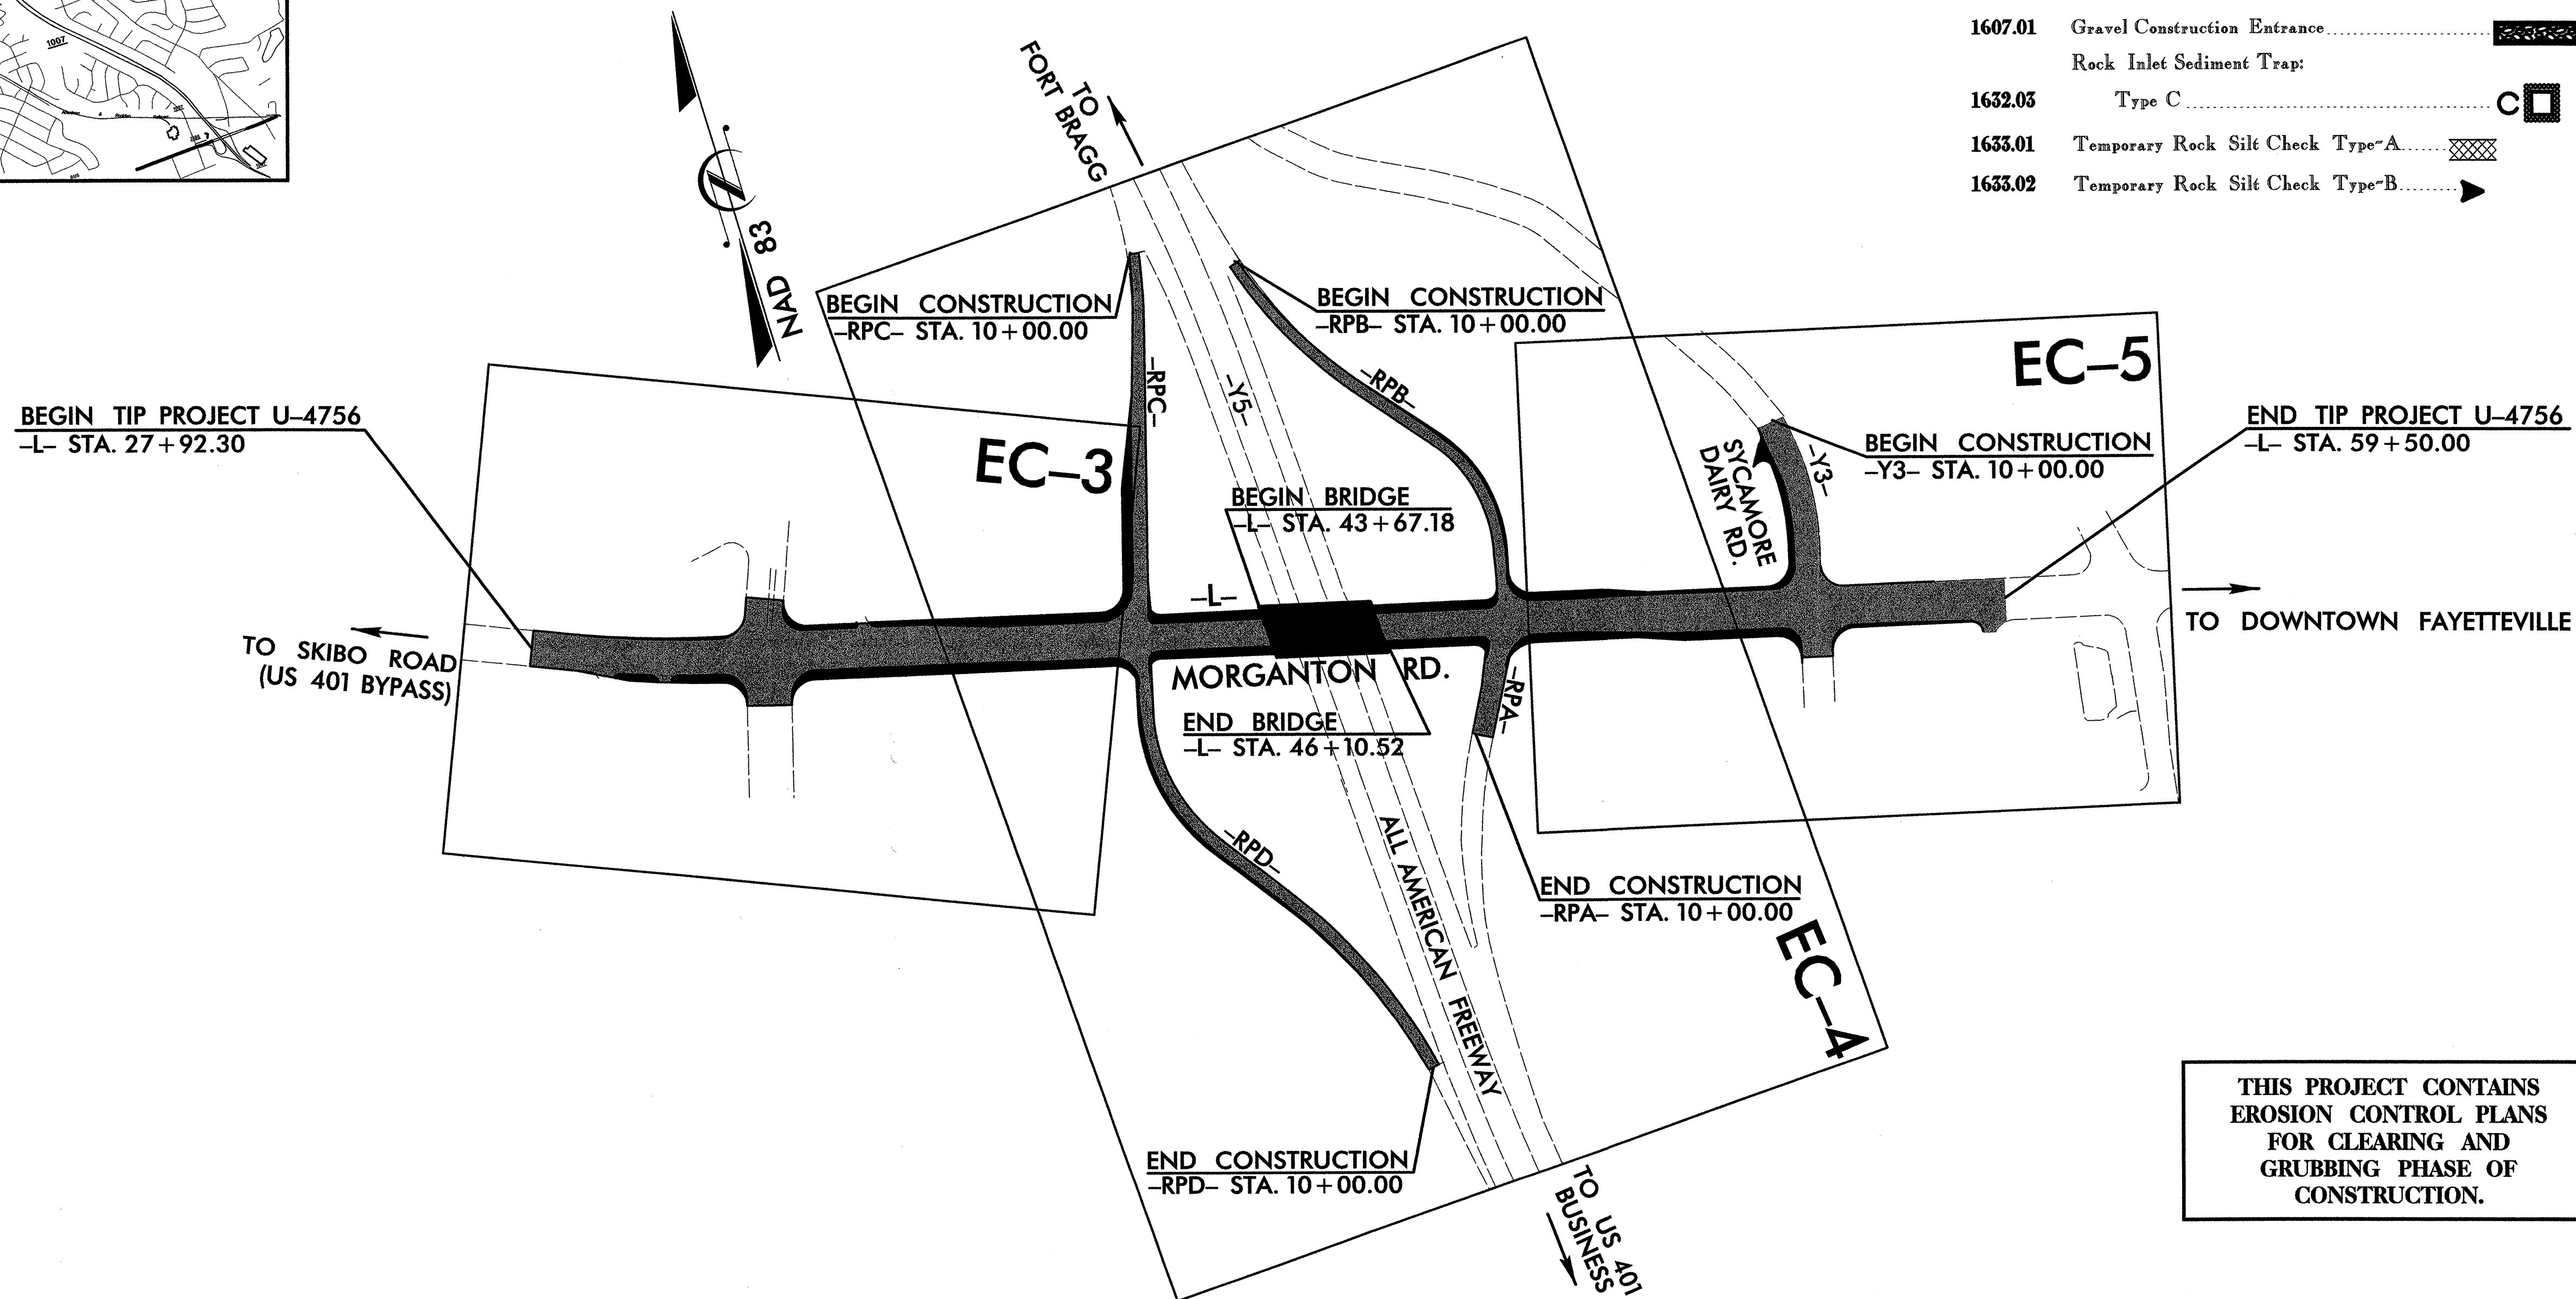 1007
1607.01 Gravel Construction Entrance
Rock Inlet Sediment Trap:
1632.03 Type C C
1633.01 Temporary Rock Silt Check Type-A
1633.02 Temporary Rock Silt Check Type-B
NAD 83
TO
FORT BRAGG
BEGIN CONSTRUCTION
-RPC- STA. 10+00.00
BEGIN CONSTRUCTION
-RPB- STA. 10+00.00
-RPC-
-Y5-
-RPB-
EC-5
BEGIN TIP PROJECT U-4756
-L- STA. 27+92.30
EC-3
END TIP PROJECT U-4756
-L- STA. 59+50.00
BEGIN CONSTRUCTION
-Y3- STA. 10+00.00
SYCAMORE
DAIRY RD.
-Y3-
BEGIN BRIDGE
-L- STA. 43+67.18
-L-
TO SKIBO ROAD
(US 401 BYPASS)
TO DOWNTOWN FAYETTEVILLE
MORGANTON RD.
-RPA-
END BRIDGE
-L- STA. 46+10.52
-RPD-
ALL AMERICAN FREEWAY
END CONSTRUCTION
-RPA- STA. 10+00.00
EC-4
END CONSTRUCTION
-RPD- STA. 10+00.00
TO US 401
BUSINESS
THIS PROJECT CONTAINS
EROSION CONTROL PLANS
FOR CLEARING AND
GRUBBING PHASE OF
CONSTRUCTION.